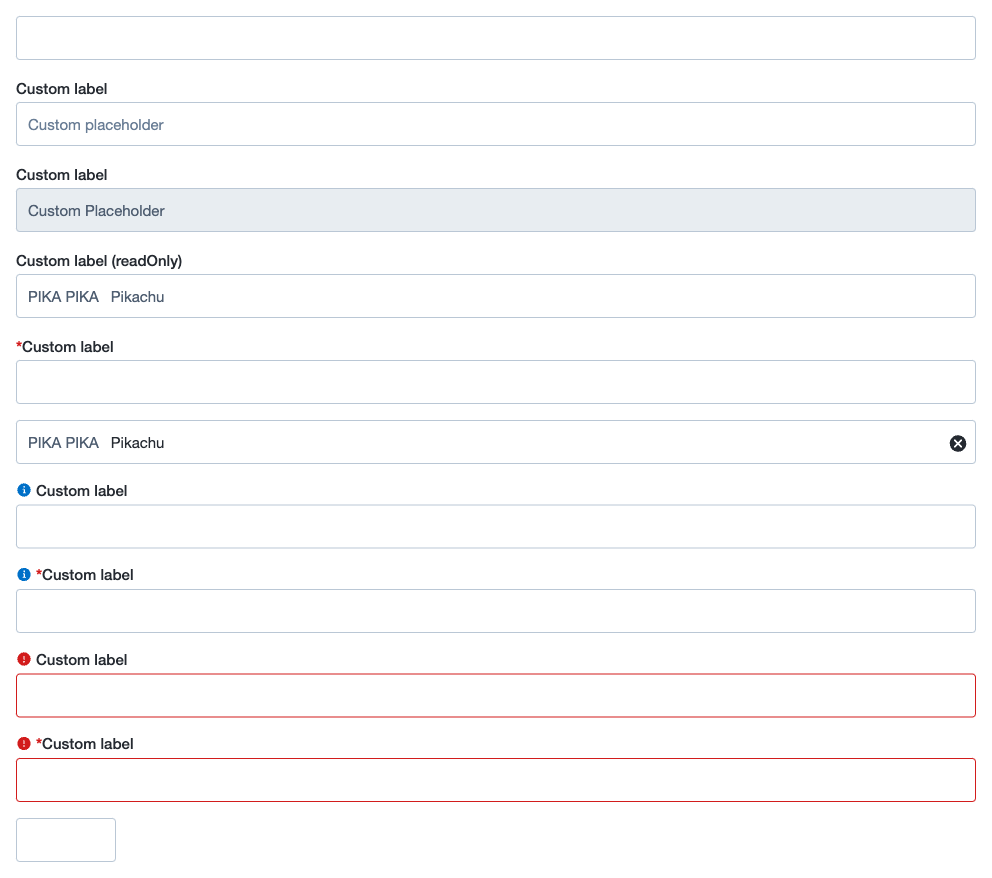 Custom label
Custom placeholder
Custom label
Custom Placeholder
Custom label (readOnly)
PIKA PIKA Pikachu
*Custom label
PIKA PIKA Pikachu
Custom label
*Custom label
Custom label
*Custom label